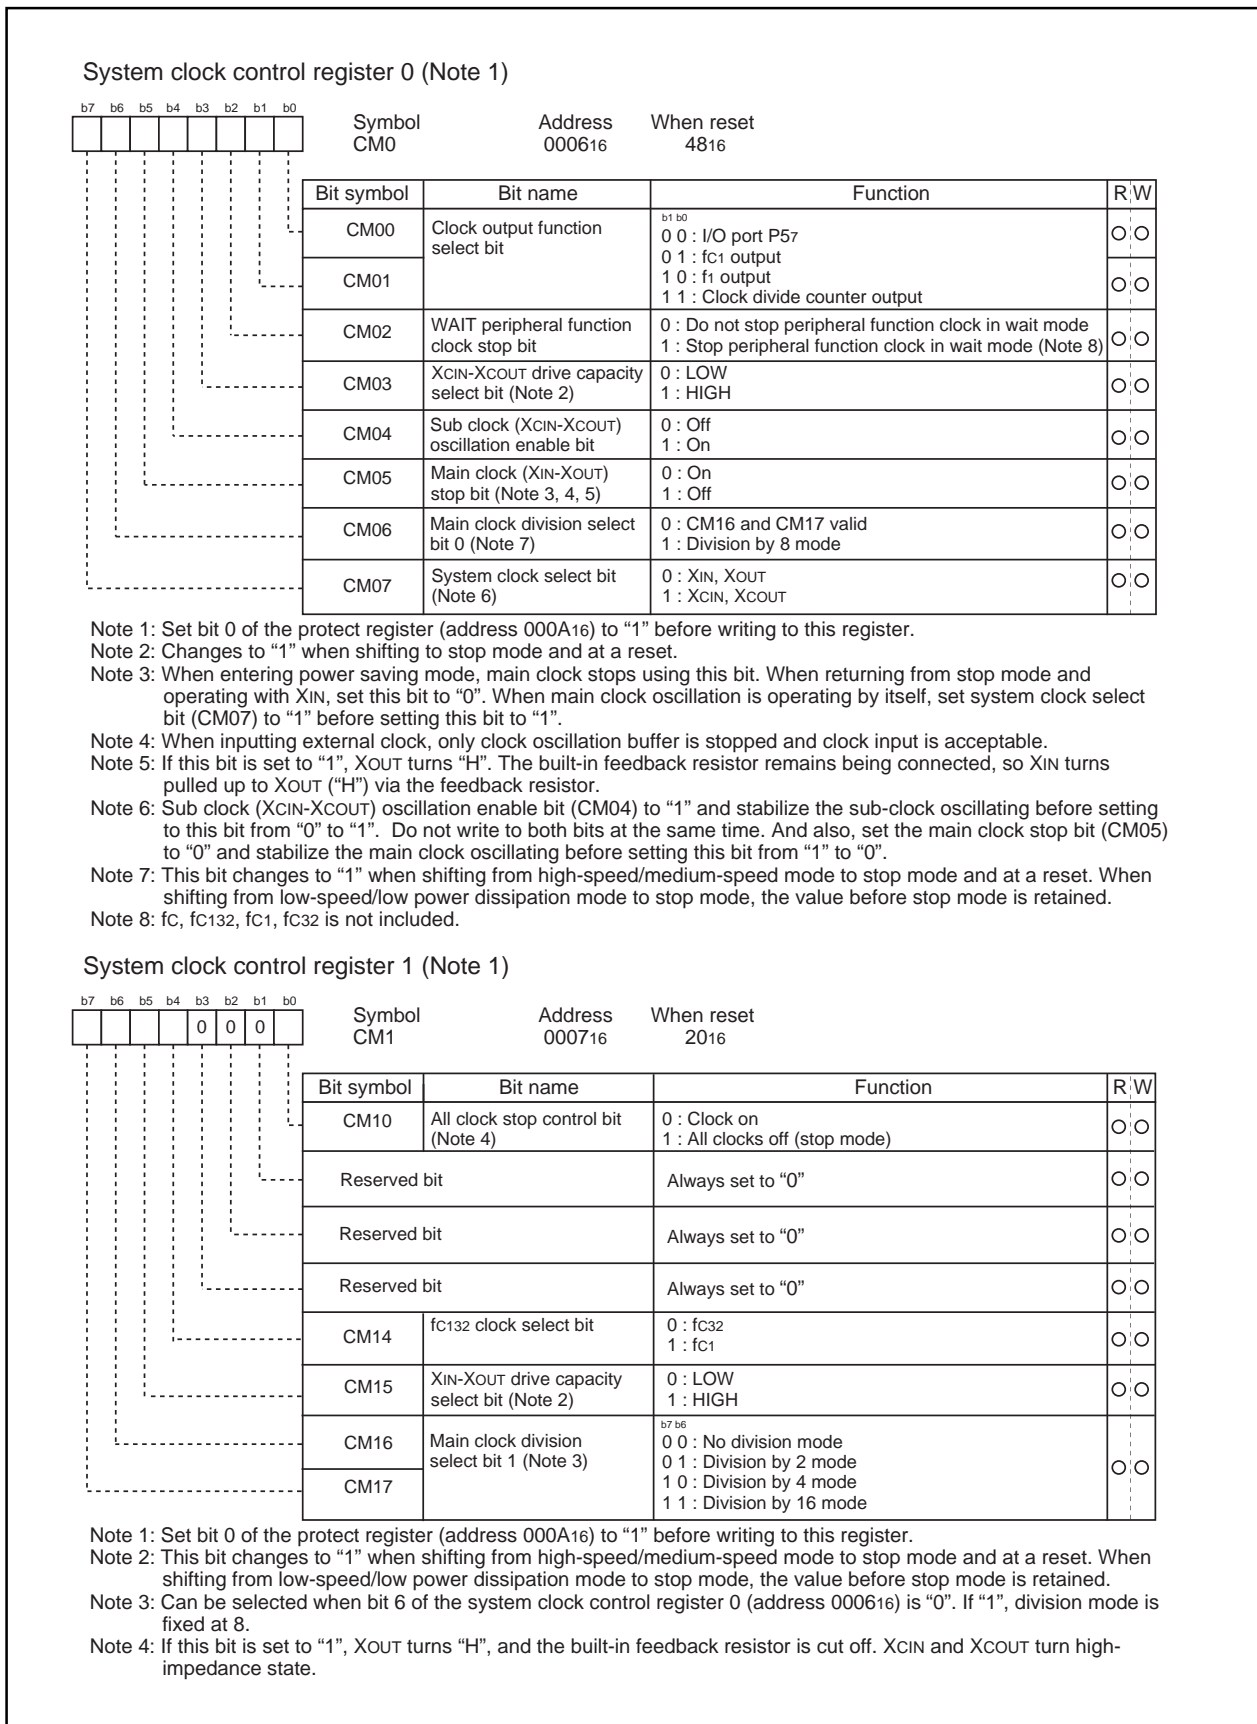 System clock control register 0 (Note 1)
b7 b6 b5 b4 b3 b2 b1 b0
Symbol Address When reset
CM0 000616 4816
Bit symbol Bit name Function R W
CM00 Clock output function select bit
b1 b0
0 0 : I/O port P57
0 1 : fC1 output
CM01
1 0 : f1 output
1 1 : Clock divide counter output
CM02 WAIT peripheral function clock stop bit
0 : Do not stop peripheral function clock in wait mode
1 : Stop peripheral function clock in wait mode (Note 8)
CM03 XCIN-XCOUT drive capacity select bit (Note 2)
0 : LOW
1 : HIGH
CM04 Sub clock (XCIN-XCOUT) oscillation enable bit
0 : Off
1 : On
CM05 Main clock (XIN-XOUT) stop bit (Note 3, 4, 5)
0 : On
1 : Off
CM06 Main clock division select bit 0 (Note 7)
0 : CM16 and CM17 valid
1 : Division by 8 mode
CM07 System clock select bit (Note 6)
0 : XIN, XOUT
1 : XCIN, XCOUT
Note 1: Set bit 0 of the protect register (address 000A16) to “1” before writing to this register.
Note 2: Changes to “1” when shifting to stop mode and at a reset.
Note 3: When entering power saving mode, main clock stops using this bit. When returning from stop mode and
operating with XIN, set this bit to “0”. When main clock oscillation is operating by itself, set system clock select
bit (CM07) to “1” before setting this bit to “1”.
Note 4: When inputting external clock, only clock oscillation buffer is stopped and clock input is acceptable.
Note 5: If this bit is set to “1”, XOUT turns “H”. The built-in feedback resistor remains being connected, so XIN turns
pulled up to XOUT (“H”) via the feedback resistor.
Note 6: Sub clock (XCIN-XCOUT) oscillation enable bit (CM04) to “1” and stabilize the sub-clock oscillating before setting
to this bit from “0” to “1”. Do not write to both bits at the same time. And also, set the main clock stop bit (CM05)
to “0” and stabilize the main clock oscillating before setting this bit from “1” to “0”.
Note 7: This bit changes to “1” when shifting from high-speed/medium-speed mode to stop mode and at a reset. When
shifting from low-speed/low power dissipation mode to stop mode, the value before stop mode is retained.
Note 8: fC, fC132, fC1, fC32 is not included.
System clock control register 1 (Note 1)
b7 b6 b5 b4 b3 b2 b1 b0
0 0 0
Symbol Address When reset
CM1 000716 2016
Bit symbol Bit name Function R W
CM10 All clock stop control bit (Note 4)
0 : Clock on
1 : All clocks off (stop mode)
Reserved bit Always set to “0”
Reserved bit Always set to “0”
Reserved bit Always set to “0”
CM14 fC132 clock select bit
0 : fC32
1 : fC1
CM15 XIN-XOUT drive capacity select bit (Note 2)
0 : LOW
1 : HIGH
CM16 Main clock division select bit 1 (Note 3)
b7 b6
0 0 : No division mode
0 1 : Division by 2 mode
CM17
1 0 : Division by 4 mode
1 1 : Division by 16 mode
Note 1: Set bit 0 of the protect register (address 000A16) to “1” before writing to this register.
Note 2: This bit changes to “1” when shifting from high-speed/medium-speed mode to stop mode and at a reset. When
shifting from low-speed/low power dissipation mode to stop mode, the value before stop mode is retained.
Note 3: Can be selected when bit 6 of the system clock control register 0 (address 000616) is “0”. If “1”, division mode is
fixed at 8.
Note 4: If this bit is set to “1”, XOUT turns “H”, and the built-in feedback resistor is cut off. XCIN and XCOUT turn high-
impedance state.